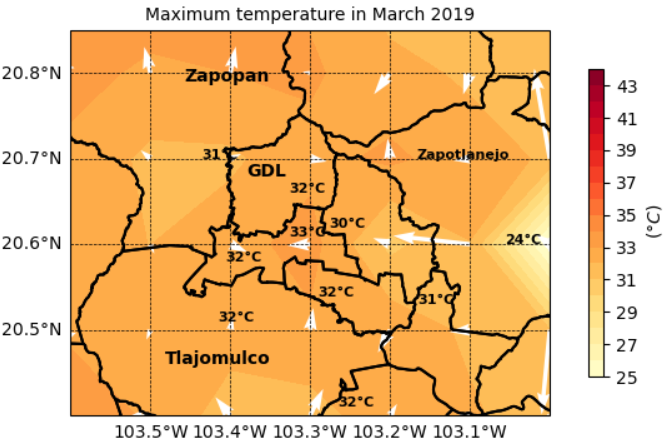 Maximum temperature in March 2019
20.8°N
20.7°N
20.6°N
20.5°N
Zapopan
31°
GDL
Zapotlanejo
32°C
33°C
30°C
24°C
32°C
32°C
31°C
32°C
Tlajomulco
32°C
103.5°W 103.4°W 103.3°W 103.2°W 103.1°W
43
41
39
37
35
33
31
29
27
25
(°C)